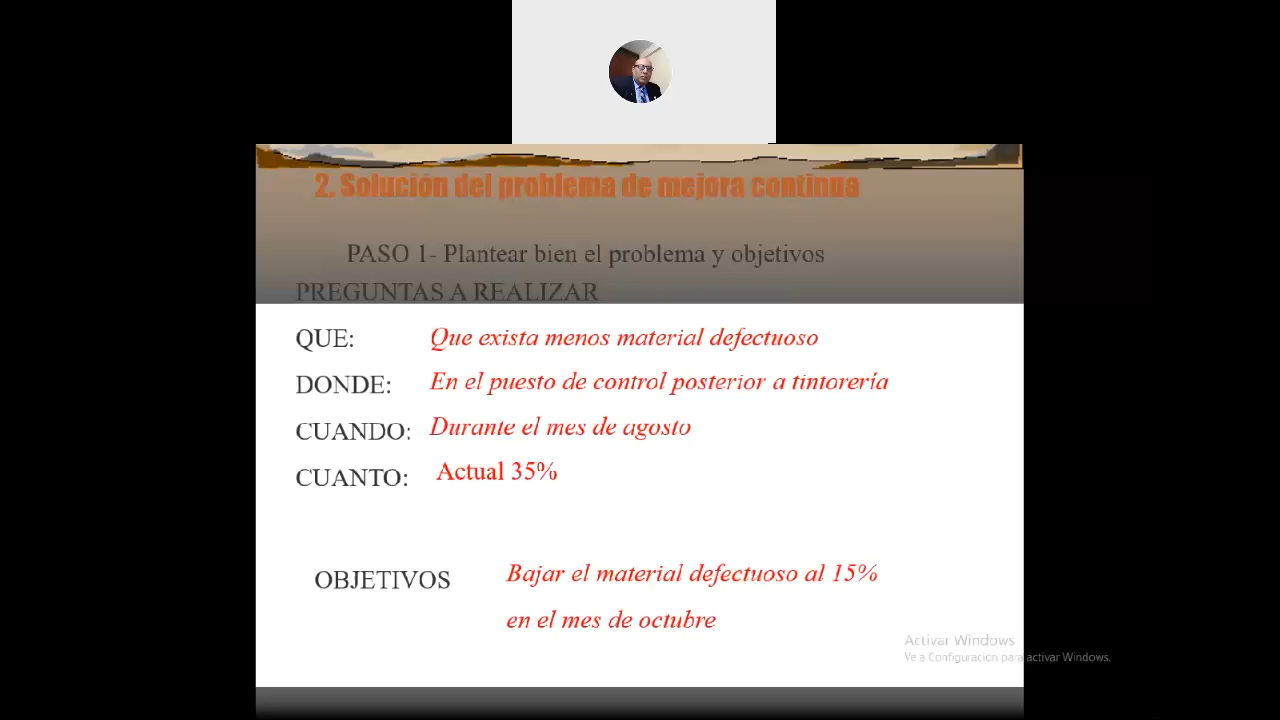 2. Solución del problema de mejora continua
PASO 1- Plantear bien el problema y objetivos
PREGUNTAS A REALIZAR
QUE: Que exista menos material defectuoso
DONDE: En el puesto de control posterior a tintorería
CUANDO: Durante el mes de agosto
CUANTO: Actual 35%
OBJETIVOS Bajar el material defectuoso al 15%
en el mes de octubre
Activar Windows
Ve a Configuración para activar Windows.